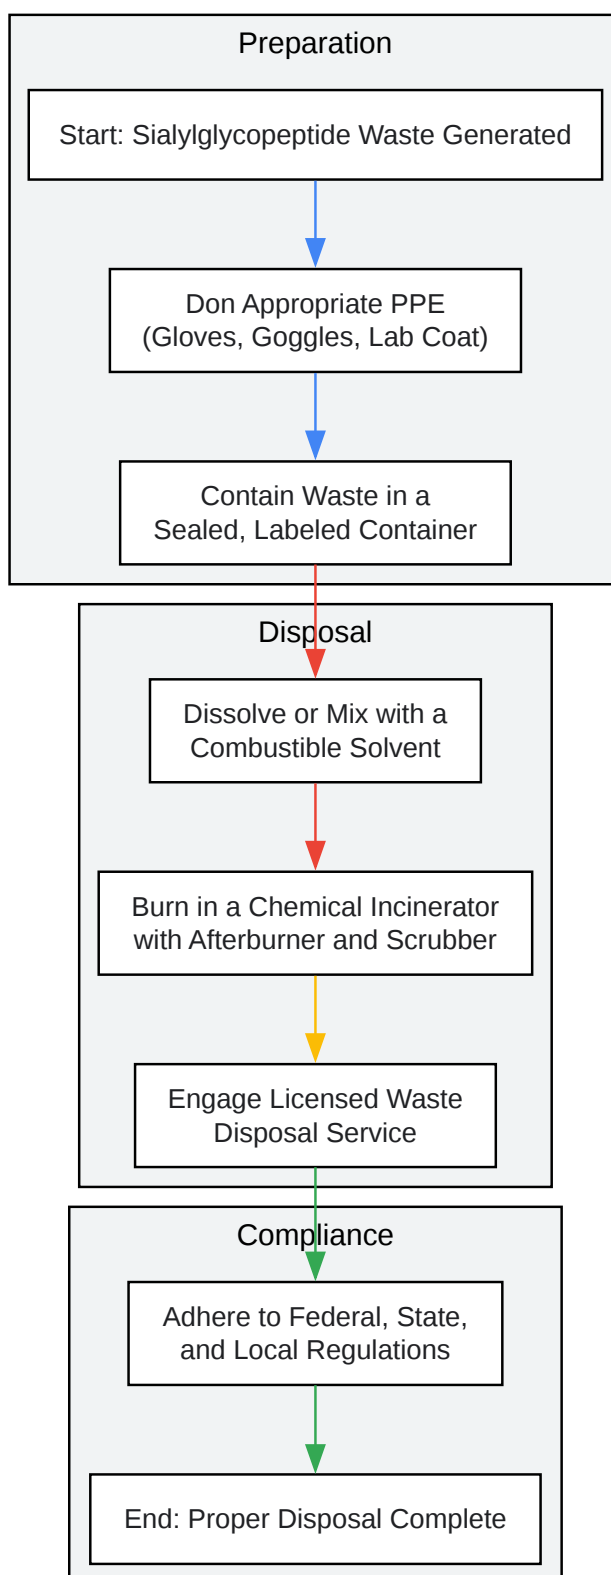 Preparation
Start: Sialylglycopeptide Waste Generated
Don Appropriate PPE
(Gloves, Goggles, Lab Coat)
Contain Waste in a
Sealed, Labeled Container
Disposal
Dissolve or Mix with a
Combustible Solvent
Burn in a Chemical Incinerator
with Afterburner and Scrubber
Engage Licensed Waste
Disposal Service
Compliance
Adhere to Federal, State,
and Local Regulations
End: Proper Disposal Complete